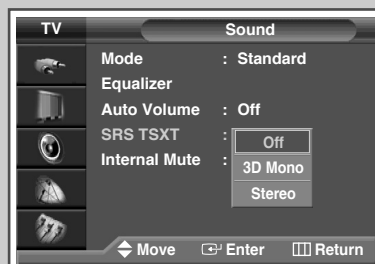 TV Sound
Mode : Standard
Equalizer
Auto Volume : Off
SRS TSXT : Off
3D Mono
Internal Mute :
Stereo
Move Enter Return